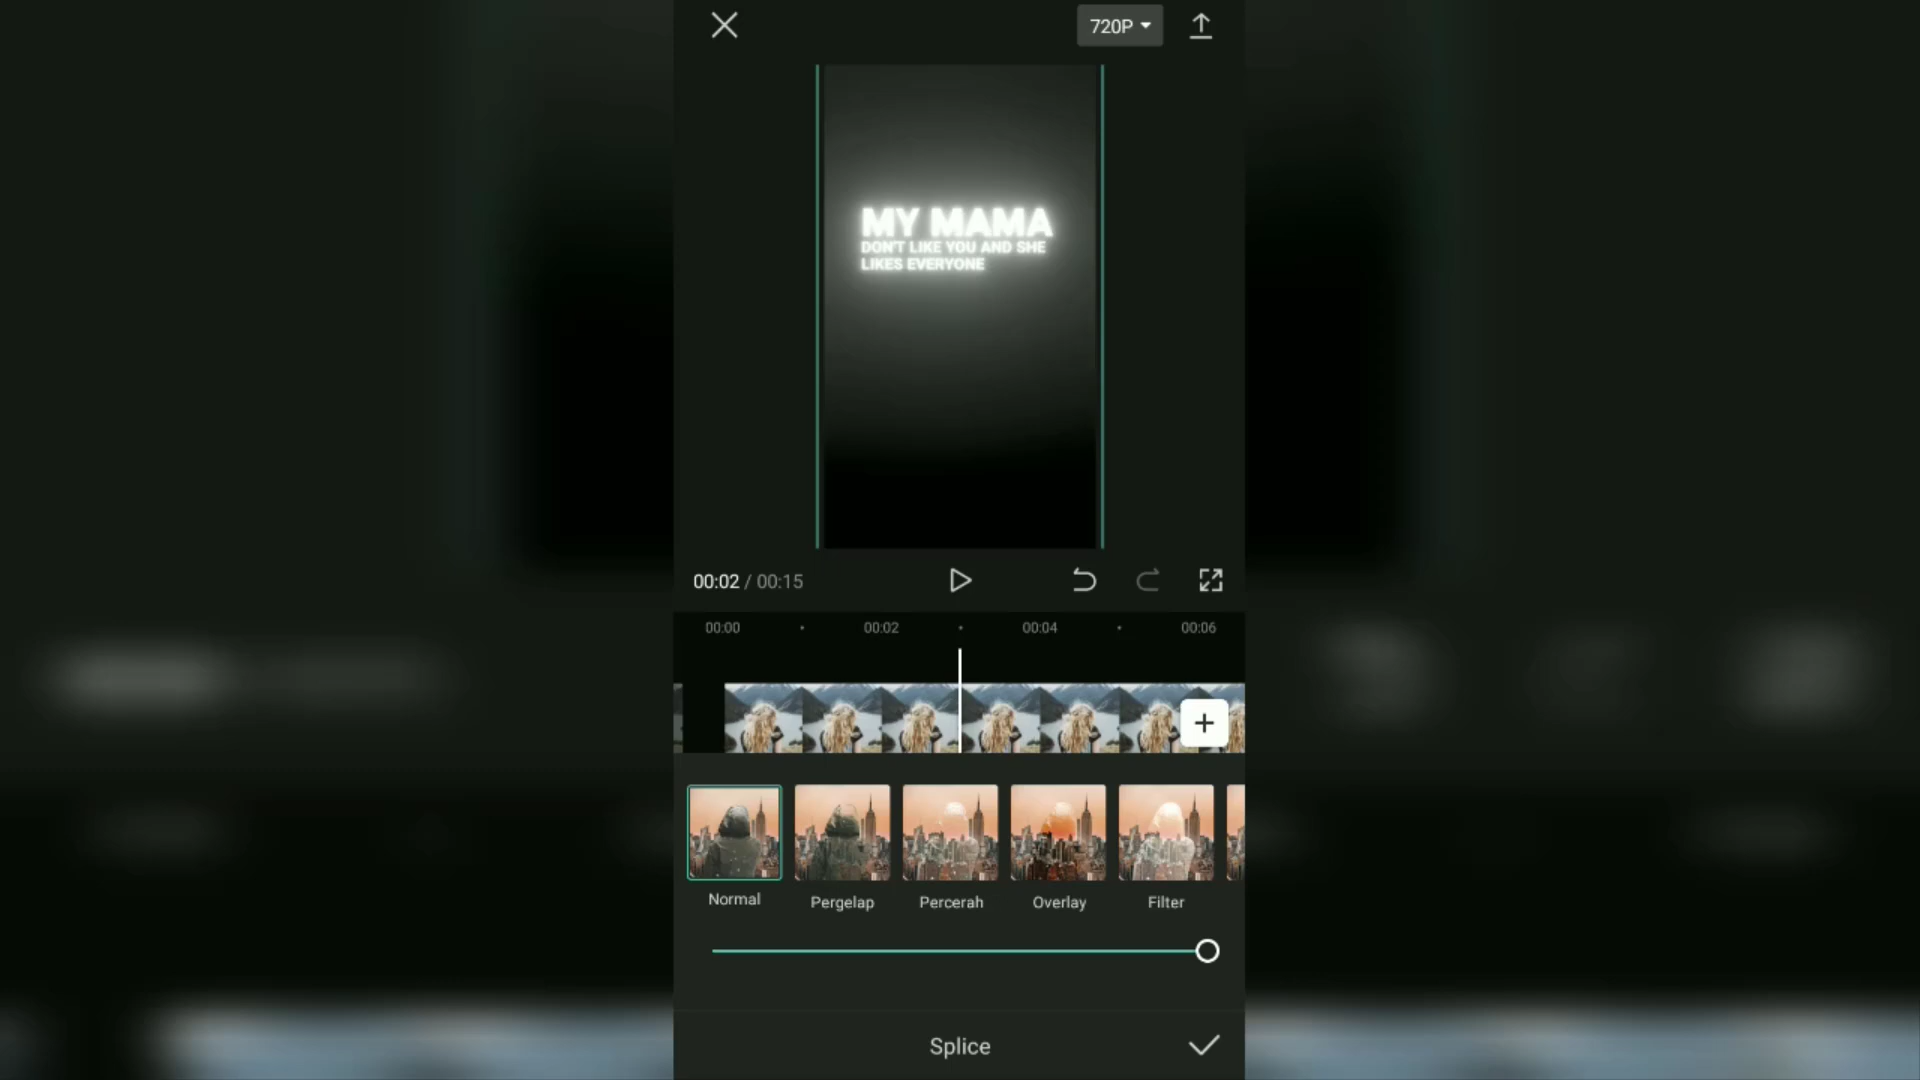 720P
MY MAMA
DON'T LIKE YOU AND SHE
LIKES EVERYONE
00:02 / 00:15
00:00 00:02 00:04 00:06
Normal Pergelap Percerah Overlay Filter
Splice